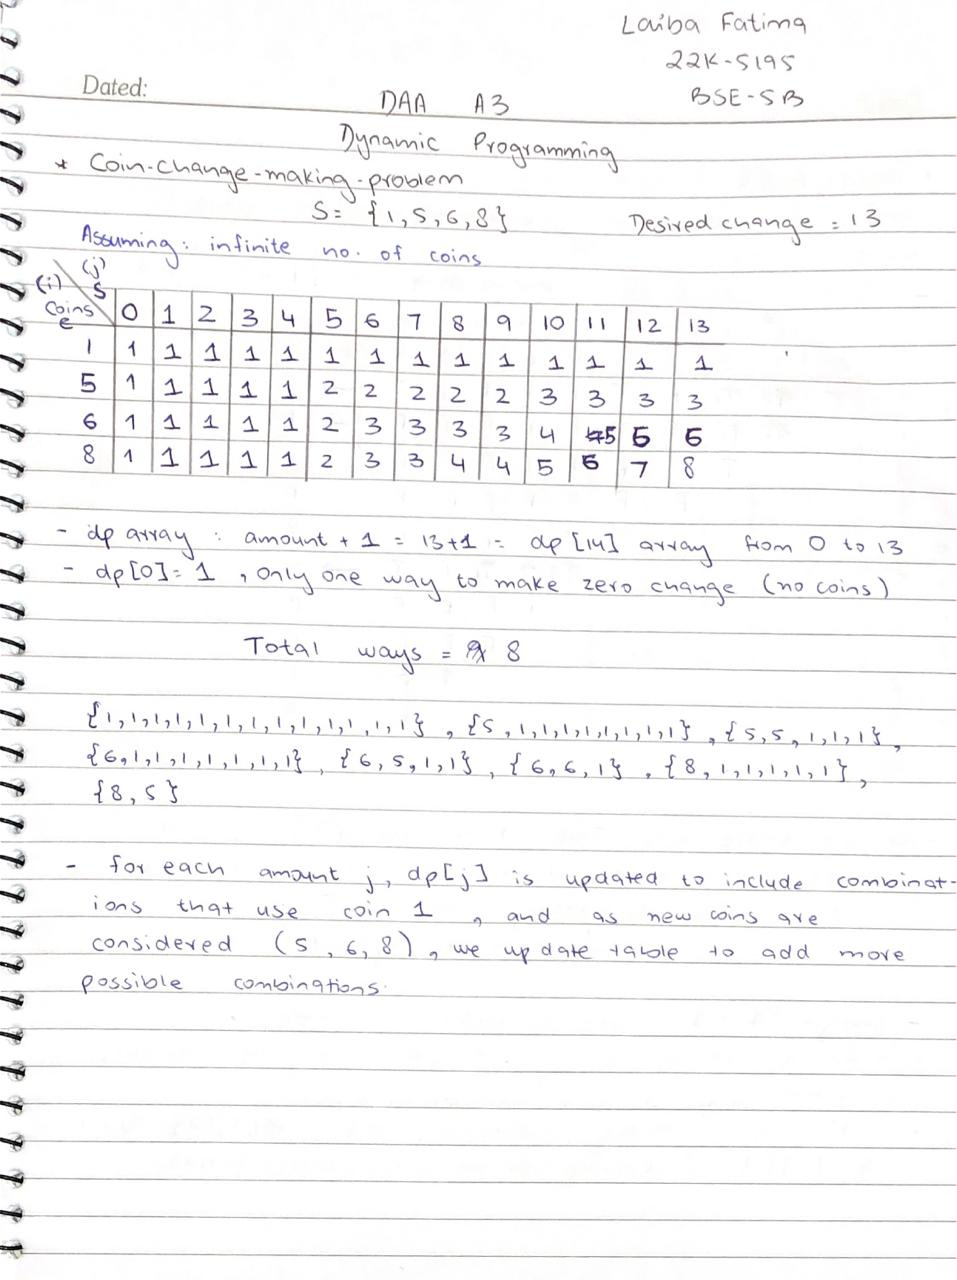 Laiba Fatima
22K-5195
BSE-5B
Dated:
DAA A3
Dynamic Programming
* Coin-change-making-problem
S = {1,5,6,8} Desired change = 13
Assuming: infinite no. of coins
(j)
(i) S
Coins 0 1 2 3 4 5 6 7 8 9 10 11 12 13
e
1 1 1 1 1 1 1 1 1 1 1 1 1 1 1
5 1 1 1 1 1 2 2 2 2 2 3 3 3 3
6 1 1 1 1 1 2 3 3 3 3 4 5
8 1 1 1 1 1 2 3 3 4 4 5 6 7 8
- dp array : amount + 1 = 13+1 = dp [14] array from 0 to 13
- dp[0]= 1 , only one way to make zero change (no coins)
Total ways = 8
{1,1,1,1,1,1,1,1,1,1,1,1,1} , {5,1,1,1,1,1,1,1,1} , {5,5,1,1,1},
{6,1,1,1,1,1,1,1} , {6,5,1,1} , {6,6,1} , {8,1,1,1,1,1},
{8,5}
- for each amount j, dp[j] is updated to include combinat-
ions that use coin 1 , and as new coins are
considered (5,6,8), we update table to add more
possible combinations.